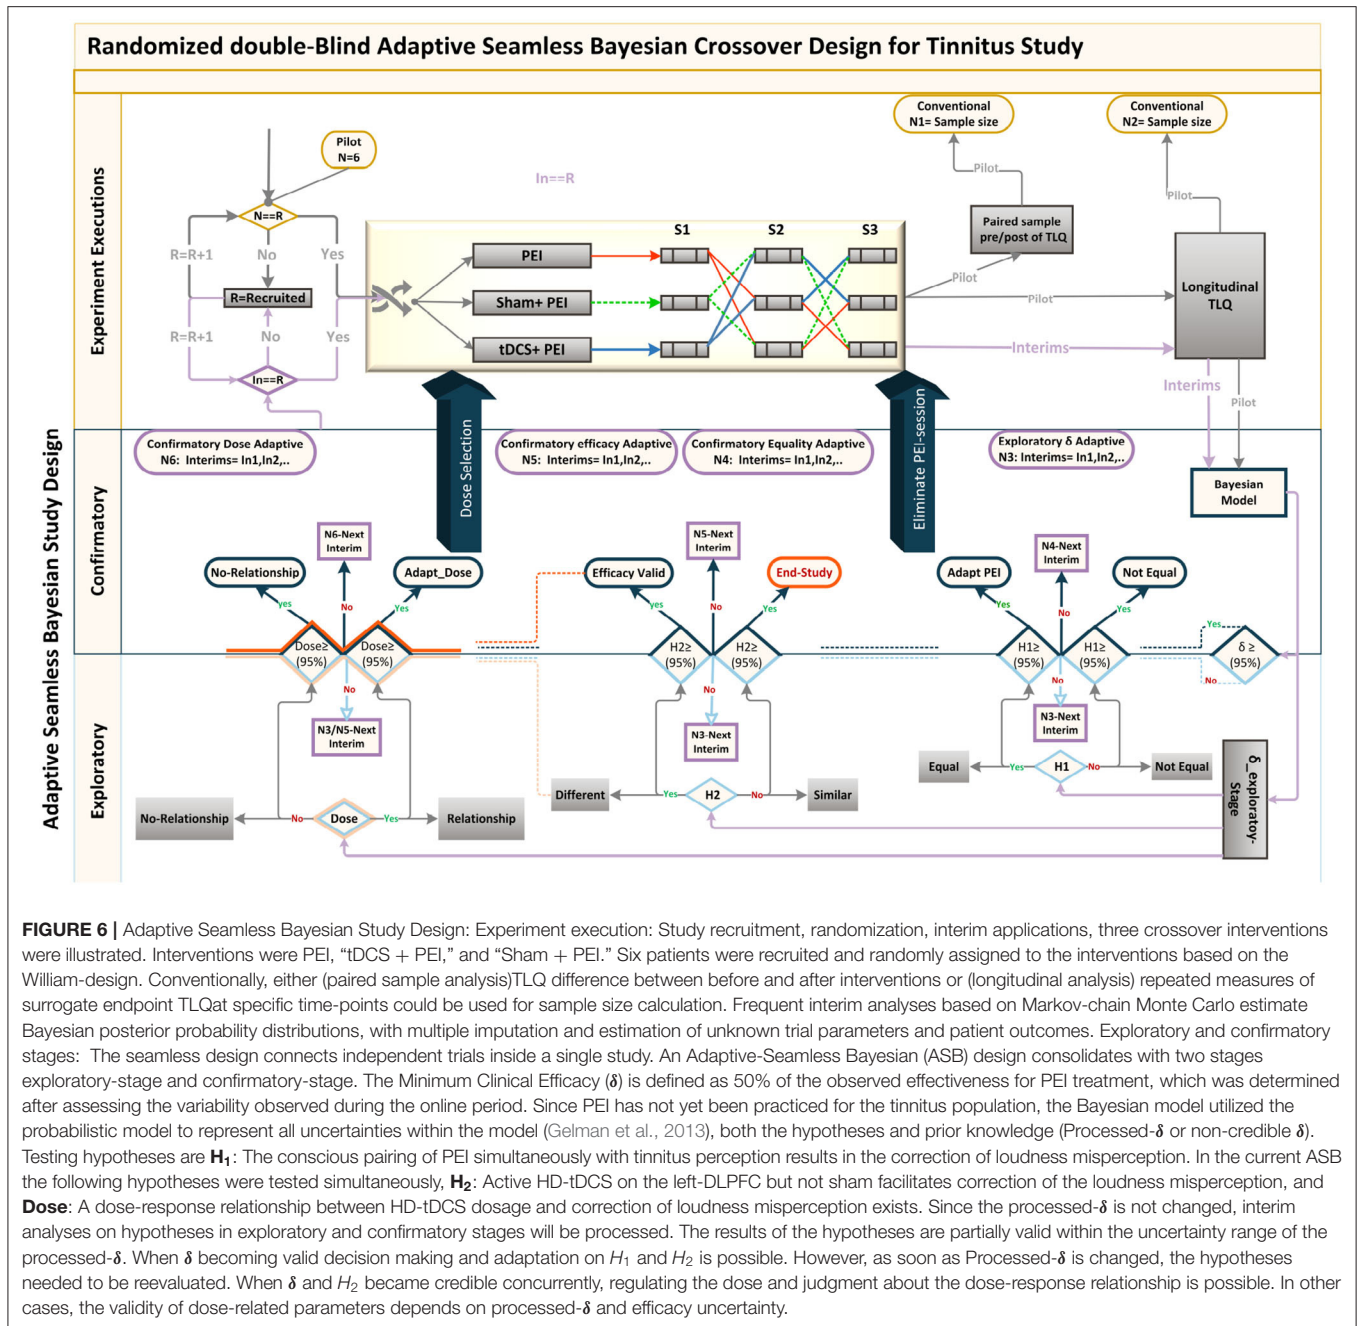 Randomized double-Blind Adaptive Seamless Bayesian Crossover Design for Tinnitus Study
Adaptive Seamless Bayesian Study Design
Experiment Executions
Pilot
N=6
N==R
R=R+1
No
Yes
R=Recruited
R=R+1
No
Yes
In==R
In==R
PEI
Sham+ PEI
tDCS+ PEI
S1
S2
S3
Conventional
N1= Sample size
Conventional
N2= Sample size
Pilot
Pilot
Paired sample
pre/post of TLQ
Pilot
Pilot
Interims
Longitudinal
TLQ
Interims
Pilot
Confirmatory
Confirmatory Dose Adaptive
N6: Interims= In1,In2,..
Dose Selection
Confirmatory efficacy Adaptive
N5: Interims= In1,In2,..
Confirmatory Equality Adaptive
N4: Interims= In1,In2,..
Eliminate PEI-session
Exploratory δ Adaptive
N3: Interims= In1,In2,..
Bayesian
Model
N6-Next
Interim
No-Relationship
Adapt_Dose
Yes
No
Yes
Dose≥
(95%)
Dose≥
(95%)
N5-Next
Interim
Efficacy Valid
End-Study
Yes
No
Yes
H2≥
(95%)
H2≥
(95%)
N4-Next
Interim
Adapt PEI
Not Equal
Yes
No
Yes
H1≥
(95%)
H1≥
(95%)
Yes
δ ≥
(95%)
No
Exploratory
No
N3/N5-Next
Interim
No-Relationship
No
Dose
Yes
Relationship
No
N3-Next
Interim
Different
Yes
H2
No
Similar
No
N3-Next
Interim
Equal
Yes
H1
No
Not Equal
δ_exploratoy-
Stage
FIGURE 6 | Adaptive Seamless Bayesian Study Design: Experiment execution: Study recruitment, randomization, interim applications, three crossover interventions
were illustrated. Interventions were PEI, “tDCS + PEI,” and “Sham + PEI.” Six patients were recruited and randomly assigned to the interventions based on the
William-design. Conventionally, either (paired sample analysis)TLQ difference between before and after interventions or (longitudinal analysis) repeated measures of
surrogate endpoint TLQat specific time-points could be used for sample size calculation. Frequent interim analyses based on Markov-chain Monte Carlo estimate
Bayesian posterior probability distributions, with multiple imputation and estimation of unknown trial parameters and patient outcomes. Exploratory and confirmatory
stages: The seamless design connects independent trials inside a single study. An Adaptive-Seamless Bayesian (ASB) design consolidates with two stages
exploratory-stage and confirmatory-stage. The Minimum Clinical Efficacy (δ) is defined as 50% of the observed effectiveness for PEI treatment, which was determined
after assessing the variability observed during the online period. Since PEI has not yet been practiced for the tinnitus population, the Bayesian model utilized the
probabilistic model to represent all uncertainties within the model (Gelman et al., 2013), both the hypotheses and prior knowledge (Processed-δ or non-credible δ).
Testing hypotheses are H₁: The conscious pairing of PEI simultaneously with tinnitus perception results in the correction of loudness misperception. In the current ASB
the following hypotheses were tested simultaneously, H₂: Active HD-tDCS on the left-DLPFC but not sham facilitates correction of the loudness misperception, and
Dose: A dose-response relationship between HD-tDCS dosage and correction of loudness misperception exists. Since the processed-δ is not changed, interim
analyses on hypotheses in exploratory and confirmatory stages will be processed. The results of the hypotheses are partially valid within the uncertainty range of the
processed-δ. When δ becoming valid decision making and adaptation on H₁ and H₂ is possible. However, as soon as Processed-δ is changed, the hypotheses
needed to be reevaluated. When δ and H₂ became credible concurrently, regulating the dose and judgment about the dose-response relationship is possible. In other
cases, the validity of dose-related parameters depends on processed-δ and efficacy uncertainty.